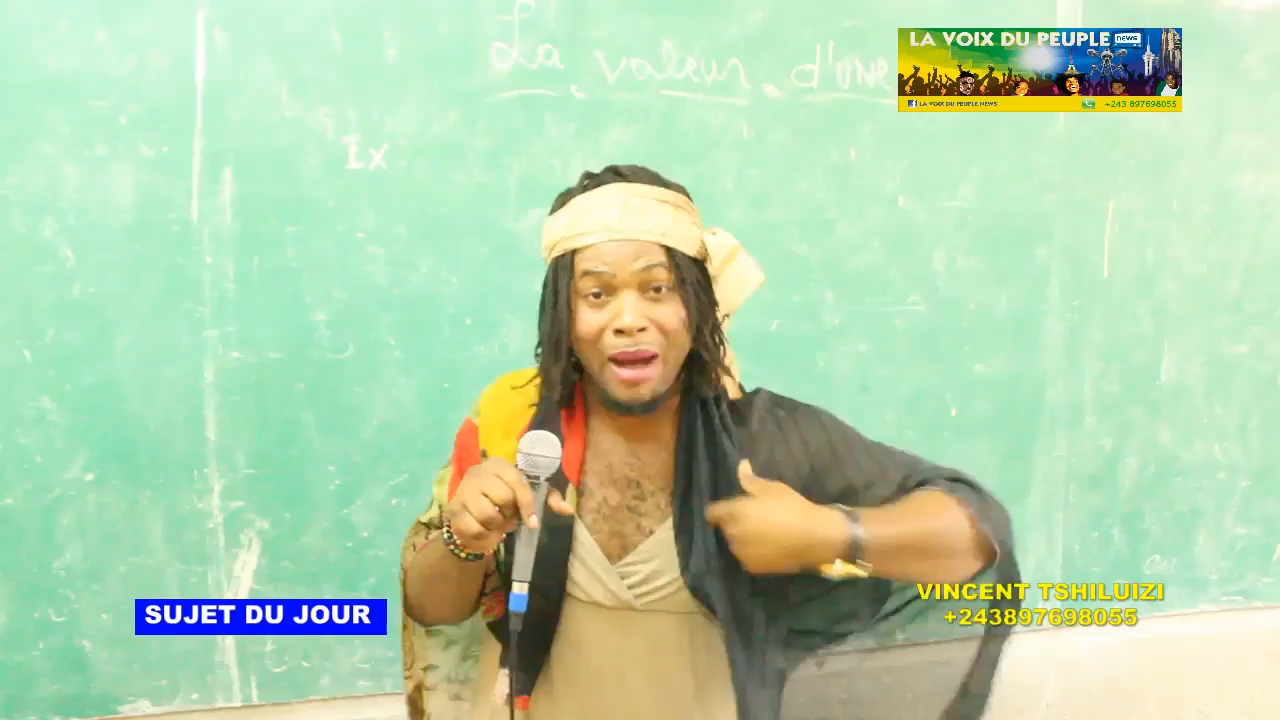 La valeur d'une
1x
LA VOIX DU PEUPLE news
LA VOIX DU PEUPLE NEWS
+243 897698055
SUJET DU JOUR
VINCENT TSHILUIZI
+243897698055